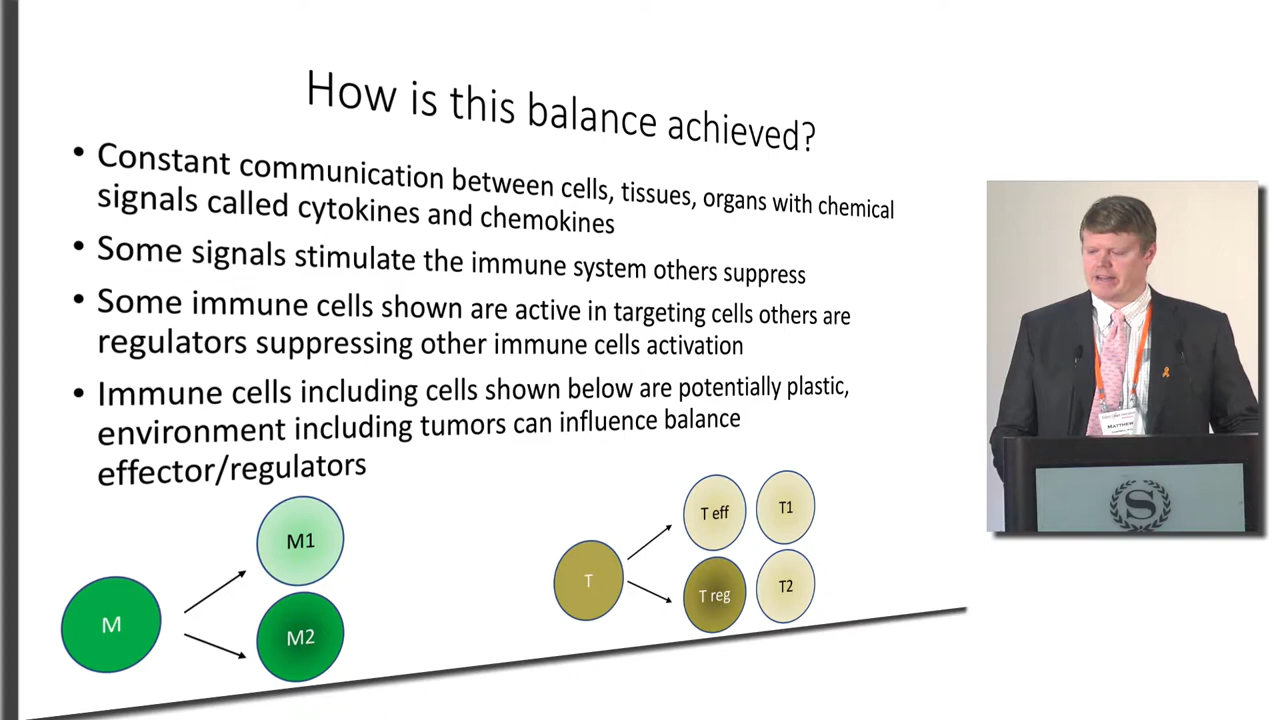 How is this balance achieved?
• Constant communication between cells, tissues, organs with chemical
signals called cytokines and chemokines
• Some signals stimulate the immune system others suppress
• Some immune cells shown are active in targeting cells others are
regulators suppressing other immune cells activation
• Immune cells including cells shown below are potentially plastic,
environment including tumors can influence balance
effector/regulators
M
M1
M2
T
T eff
T1
T reg
T2
MATTHEW
S